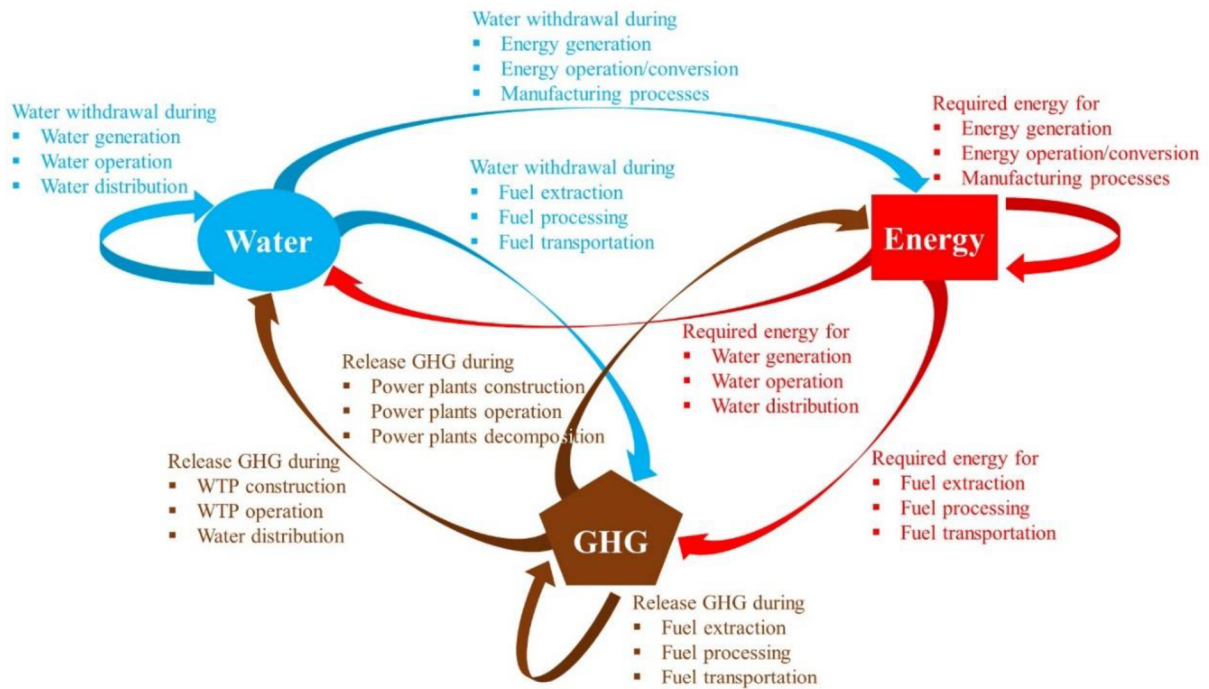 Water withdrawal during
▪ Energy generation
▪ Energy operation/conversion
▪ Manufacturing processes
Water withdrawal during
▪ Water generation
▪ Water operation
▪ Water distribution
Required energy for
▪ Energy generation
▪ Energy operation/conversion
▪ Manufacturing processes
Water withdrawal during
▪ Fuel extraction
▪ Fuel processing
▪ Fuel transportation
Water
Energy
Required energy for
▪ Water generation
▪ Water operation
▪ Water distribution
Release GHG during
▪ Power plants construction
▪ Power plants operation
▪ Power plants decomposition
Release GHG during
▪ WTP construction
▪ WTP operation
▪ Water distribution
Required energy for
▪ Fuel extraction
▪ Fuel processing
▪ Fuel transportation
GHG
Release GHG during
▪ Fuel extraction
▪ Fuel processing
▪ Fuel transportation